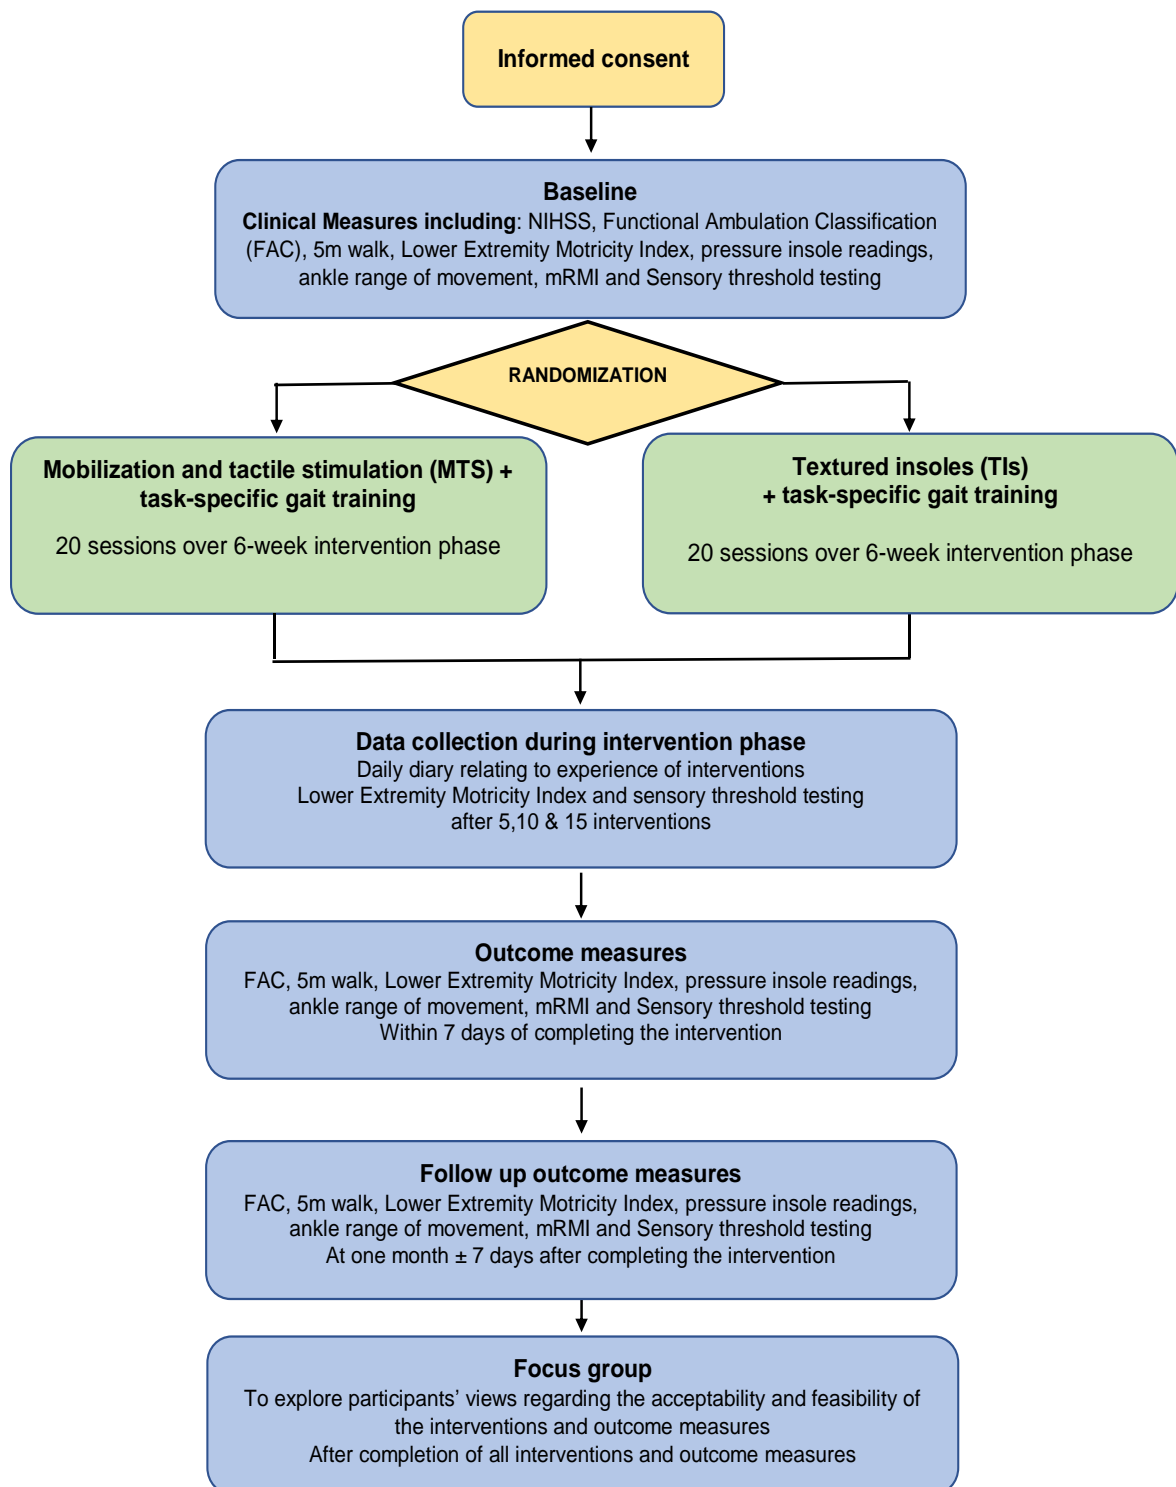 Informed consent
Baseline
Clinical Measures including: NIHSS, Functional Ambulation Classification
(FAC), 5m walk, Lower Extremity Motricity Index, pressure insole readings,
ankle range of movement, mRMI and Sensory threshold testing
RANDOMIZATION
Mobilization and tactile stimulation (MTS) +
task-specific gait training
20 sessions over 6-week intervention phase
Textured insoles (TIs)
+ task-specific gait training
20 sessions over 6-week intervention phase
Data collection during intervention phase
Daily diary relating to experience of interventions
Lower Extremity Motricity Index and sensory threshold testing
after 5,10 & 15 interventions
Outcome measures
FAC, 5m walk, Lower Extremity Motricity Index, pressure insole readings,
ankle range of movement, mRMI and Sensory threshold testing
Within 7 days of completing the intervention
Follow up outcome measures
FAC, 5m walk, Lower Extremity Motricity Index, pressure insole readings,
ankle range of movement, mRMI and Sensory threshold testing
At one month ± 7 days after completing the intervention
Focus group
To explore participants’ views regarding the acceptability and feasibility of
the interventions and outcome measures
After completion of all interventions and outcome measures